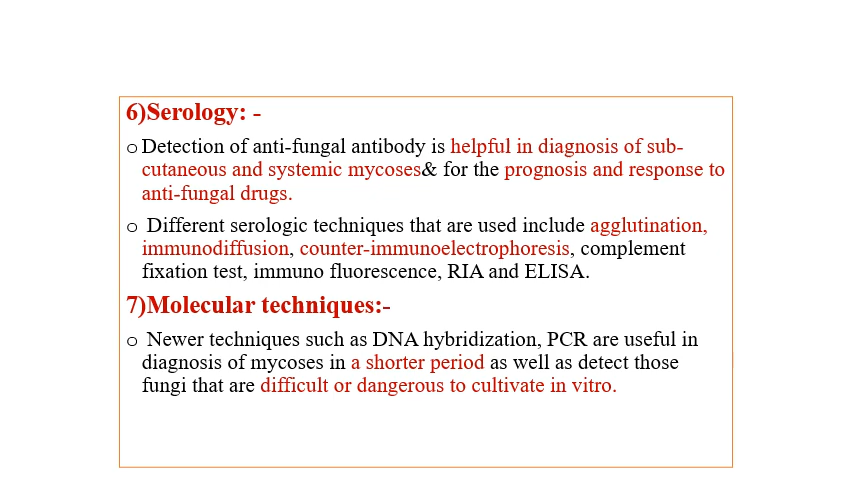 6)Serology: -
o Detection of anti-fungal antibody is helpful in diagnosis of sub-
cutaneous and systemic mycoses& for the prognosis and response to
anti-fungal drugs.
o Different serologic techniques that are used include agglutination,
immunodiffusion, counter-immunoelectrophoresis, complement
fixation test, immuno fluorescence, RIA and ELISA.
7)Molecular techniques:-
o Newer techniques such as DNA hybridization, PCR are useful in
diagnosis of mycoses in a shorter period as well as detect those
fungi that are difficult or dangerous to cultivate in vitro.